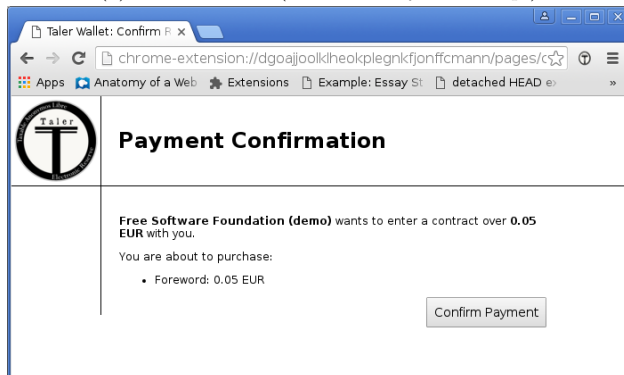 Taler Wallet: Confirm P
chrome-extension://dgoajjoolklheokplegnkfjonffcmann/pages/c
Apps Anatomy of a Web Extensions Example: Essay St detached HEAD e »
Taler
Payment Confirmation
Free Software Foundation (demo) wants to enter a contract over 0.05
EUR with you.
You are about to purchase:
• Foreword: 0.05 EUR
Confirm Payment